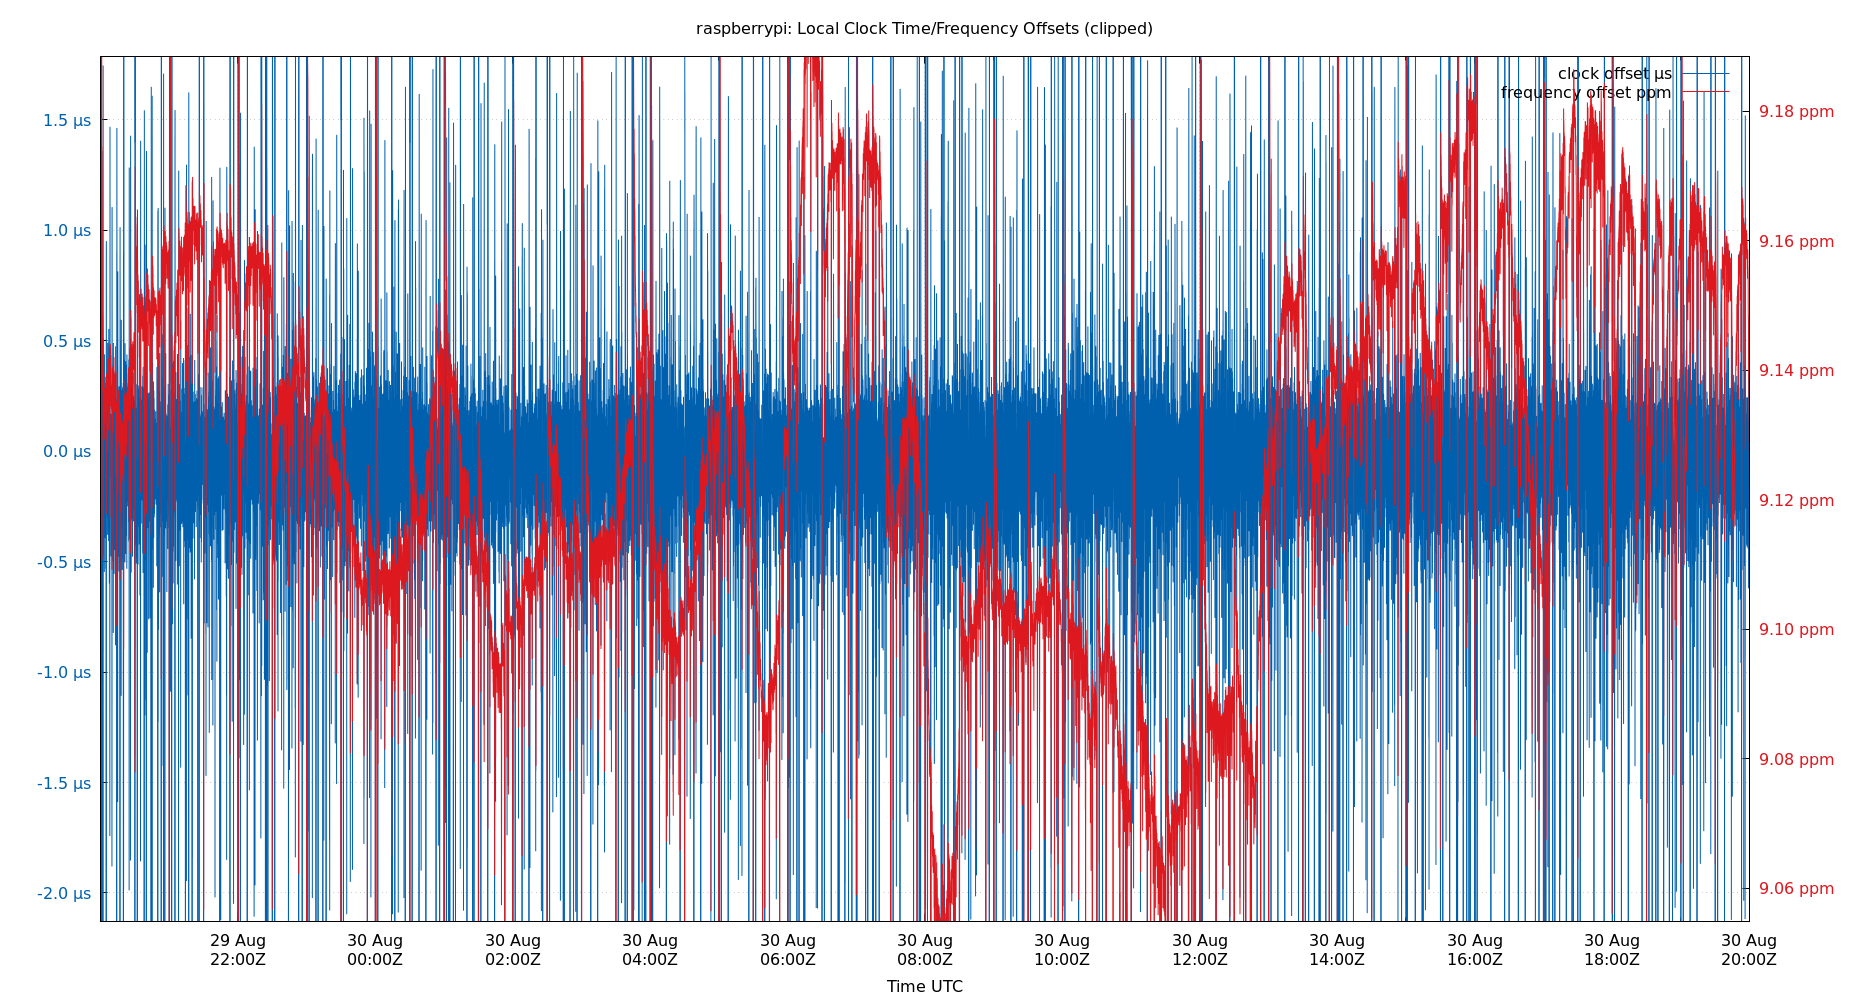 raspberrypi: Local Clock Time/Frequency Offsets (clipped)
clock offset µs
frequency offset ppm
1.5 µs
1.0 µs
0.5 µs
0.0 µs
-0.5 µs
-1.0 µs
-1.5 µs
-2.0 µs
9.18 ppm
9.16 ppm
9.14 ppm
9.12 ppm
9.10 ppm
9.08 ppm
9.06 ppm
29 Aug
22:00Z
30 Aug
00:00Z
30 Aug
02:00Z
30 Aug
04:00Z
30 Aug
06:00Z
30 Aug
08:00Z
30 Aug
10:00Z
30 Aug
12:00Z
30 Aug
14:00Z
30 Aug
16:00Z
30 Aug
18:00Z
30 Aug
20:00Z
Time UTC